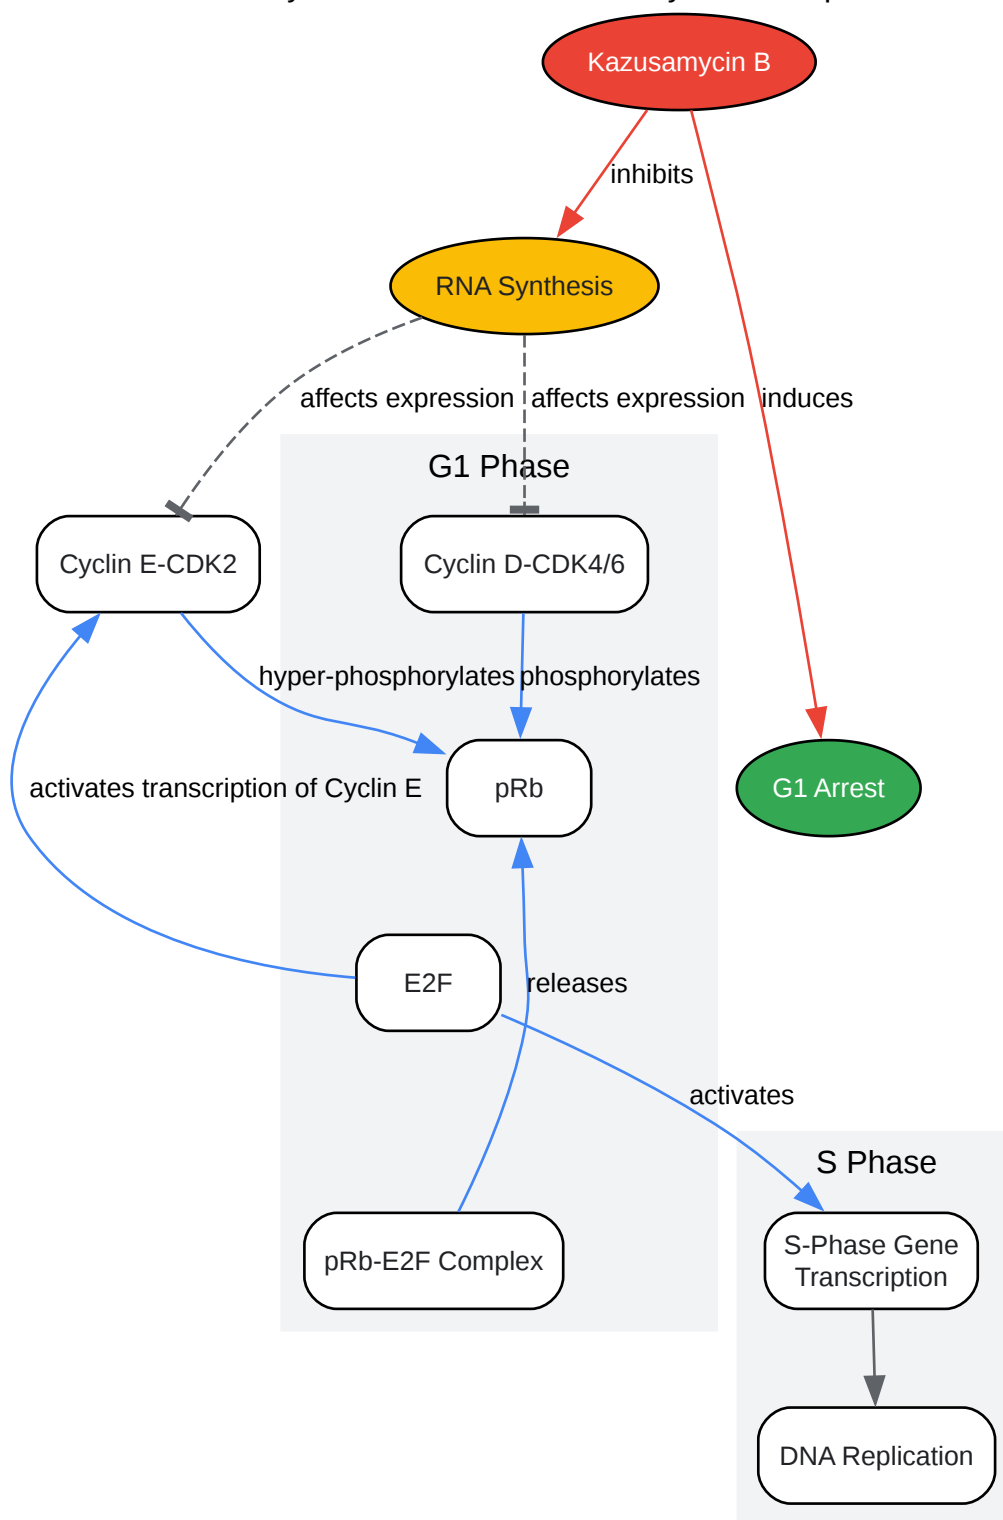 Kazusamycin B
inhibits
RNA Synthesis
affects expression
affects expression
induces
G1 Phase
Cyclin E-CDK2
Cyclin D-CDK4/6
hyper-phosphorylates
phosphorylates
activates transcription of Cyclin E
pRb
G1 Arrest
E2F
releases
activates
S Phase
pRb-E2F Complex
S-Phase Gene
Transcription
DNA Replication